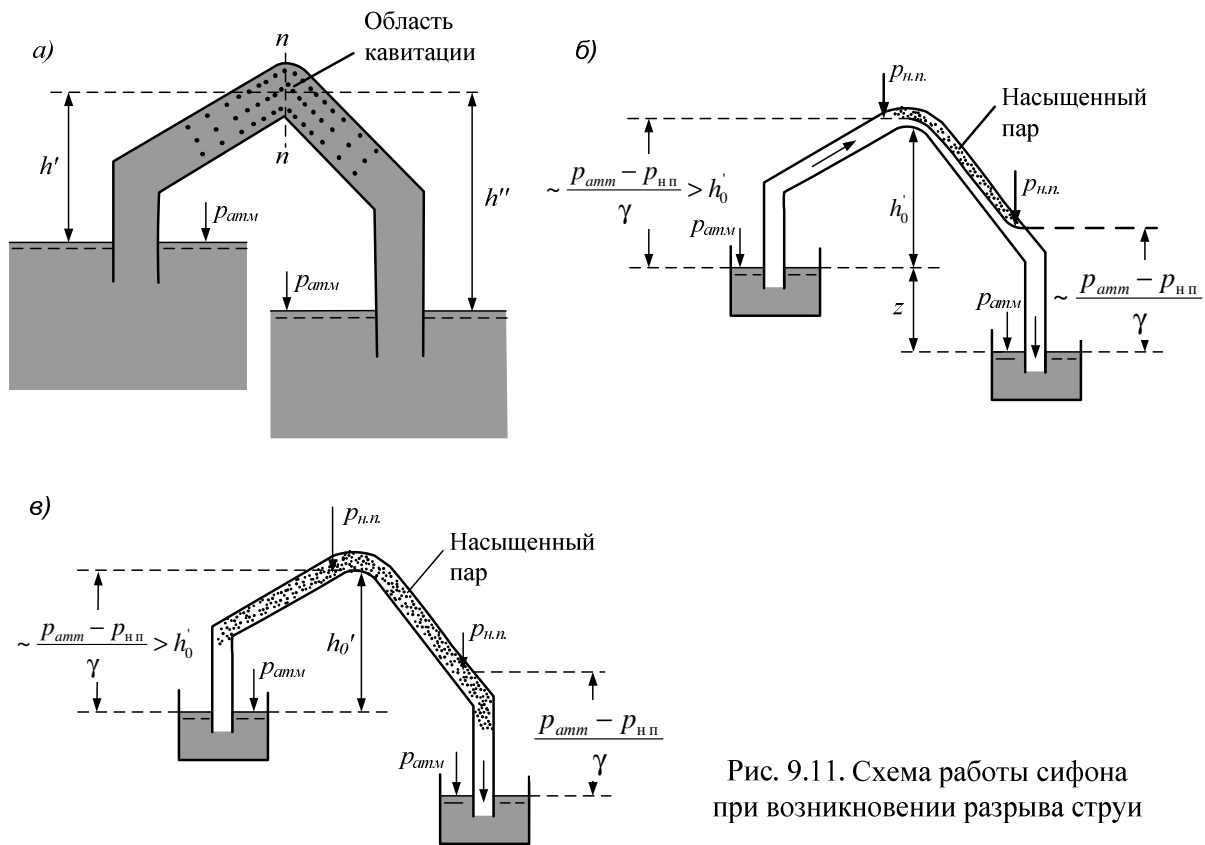 а)
n
Область
кавитации
h'
n
h''
pатм
pатм
б)
pн.п.
Насыщенный
пар
~ (pатт − pн п)/γ > h₀'
h₀'
pн.п.
pатм
z
pатм
~ (pатт − pн п)/γ
в)
pн.п.
Насыщенный
пар
~ (pатт − pн п)/γ > h₀'
h₀'
pн.п.
pатм
(pатт − pн п)/γ
pатм
Рис. 9.11. Схема работы сифона
при возникновении разрыва струи